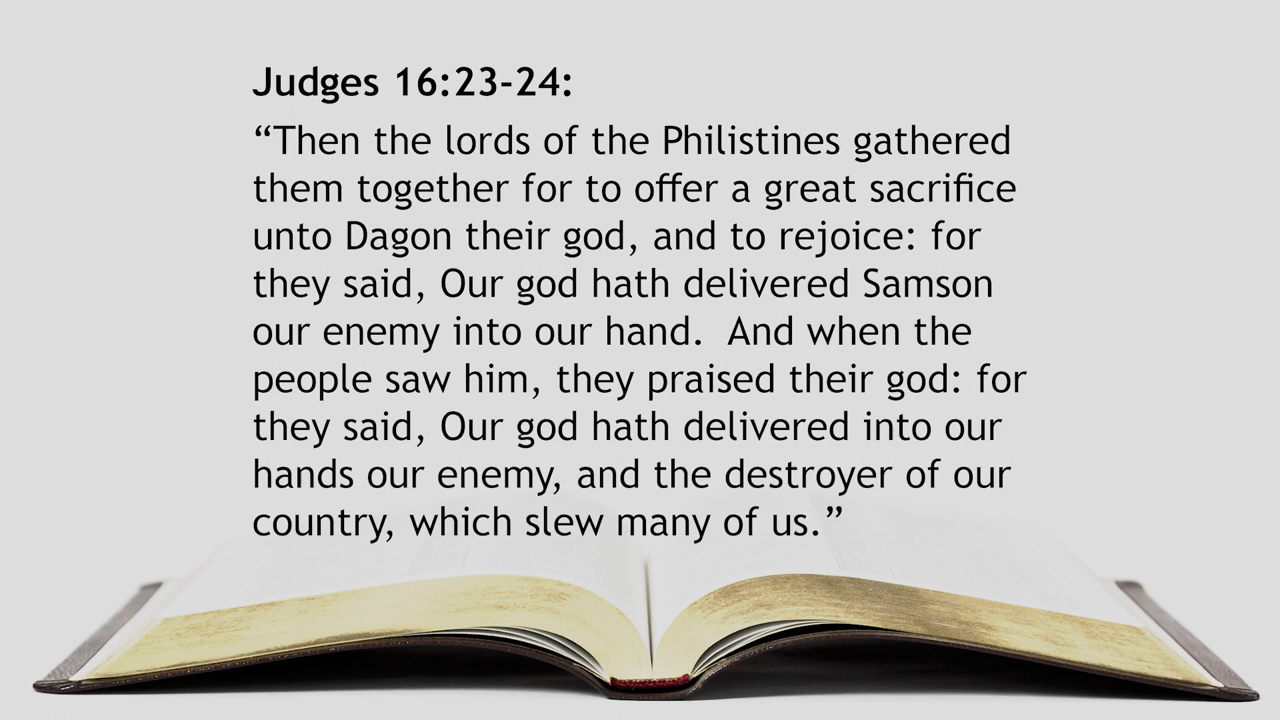 Judges 16:23-24:
“Then the lords of the Philistines gathered
them together for to offer a great sacrifice
unto Dagon their god, and to rejoice: for
they said, Our god hath delivered Samson
our enemy into our hand.  And when the
people saw him, they praised their god: for
they said, Our god hath delivered into our
hands our enemy, and the destroyer of our
country, which slew many of us.”